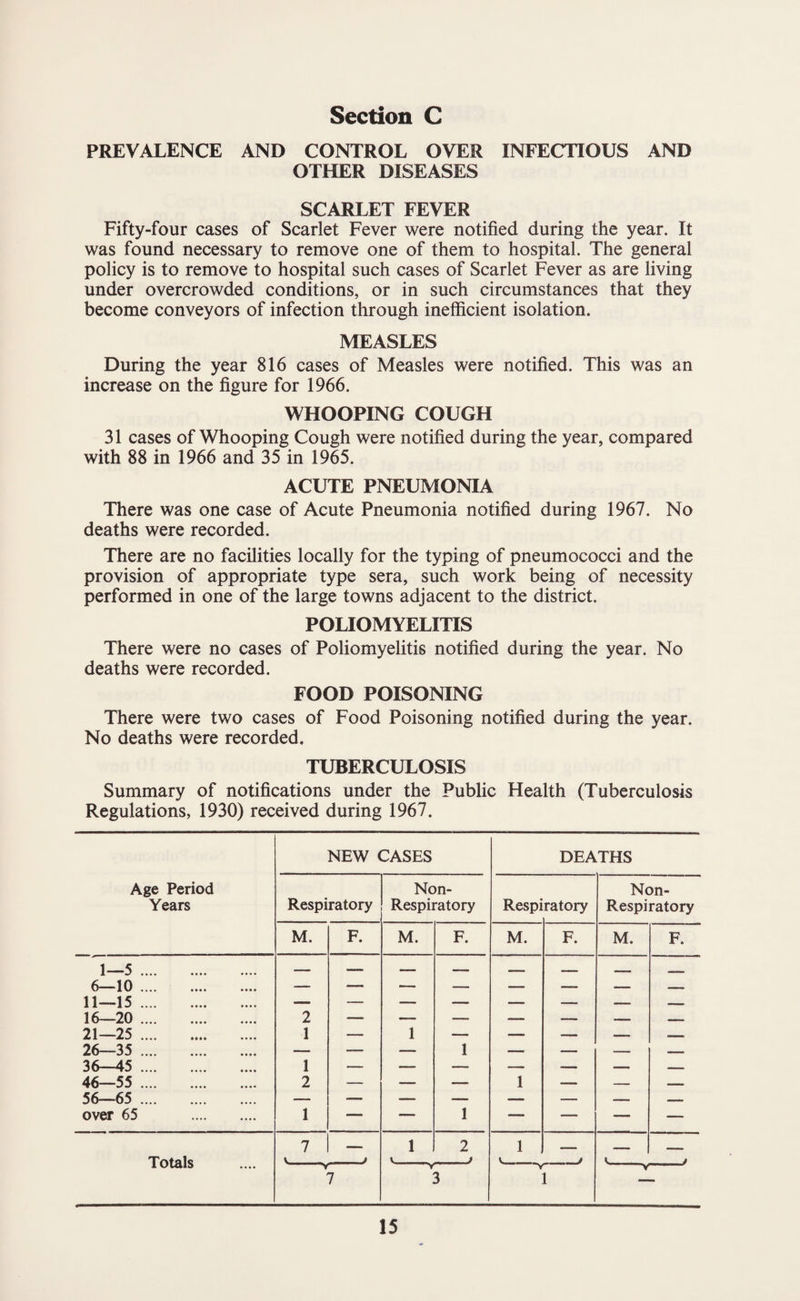 Section C
PREVALENCE AND CONTROL OVER INFECTIOUS AND
OTHER DISEASES
SCARLET FEVER
Fifty-four cases of Scarlet Fever were notified during the year. It
was found necessary to remove one of them to hospital. The general
policy is to remove to hospital such cases of Scarlet Fever as are living
under overcrowded conditions, or in such circumstances that they
become conveyors of infection through inefficient isolation.
MEASLES
During the year 816 cases of Measles were notified. This was an
increase on the figure for 1966.
WHOOPING COUGH
31 cases of Whooping Cough were notified during the year, compared
with 88 in 1966 and 35 in 1965.
ACUTE PNEUMONIA
There was one case of Acute Pneumonia notified during 1967. No
deaths were recorded.
There are no facilities locally for the typing of pneumococci and the
provision of appropriate type sera, such work being of necessity
performed in one of the large towns adjacent to the district.
POLIOMYELITIS
There were no cases of Poliomyelitis notified during the year. No
deaths were recorded.
FOOD POISONING
There were two cases of Food Poisoning notified during the year.
No deaths were recorded.
TUBERCULOSIS
Summary of notifications under the Public Health (Tuberculosis
Regulations, 1930) received during 1967.
NEW CASES DEATHS
Age Period Years Respiratory Non-Respiratory Respiratory Non-Respiratory
M. F. M. F. M. F. M. F.
1—5 .... .... .... — — — — — — — —
6—10 .... .... .... — — — — — — — —
11—15 .... .... .... — — — — — — — —
16—20 .... .... .... 2 — — — — — — —
21—25 .... .... .... 1 — 1 — — — — —
26—35 .... .... .... — — — 1 — — — —
36—45 .... .... .... 1 — — — — — — —
46—55 .... .... .... 2 — — — 1 — — —
56—65 .... .... .... — — — — — — — —
over 65 .... .... 1 — — 1 — — — —
Totals .... 7 — 1 2 1 — — —
7 3 1 —
15